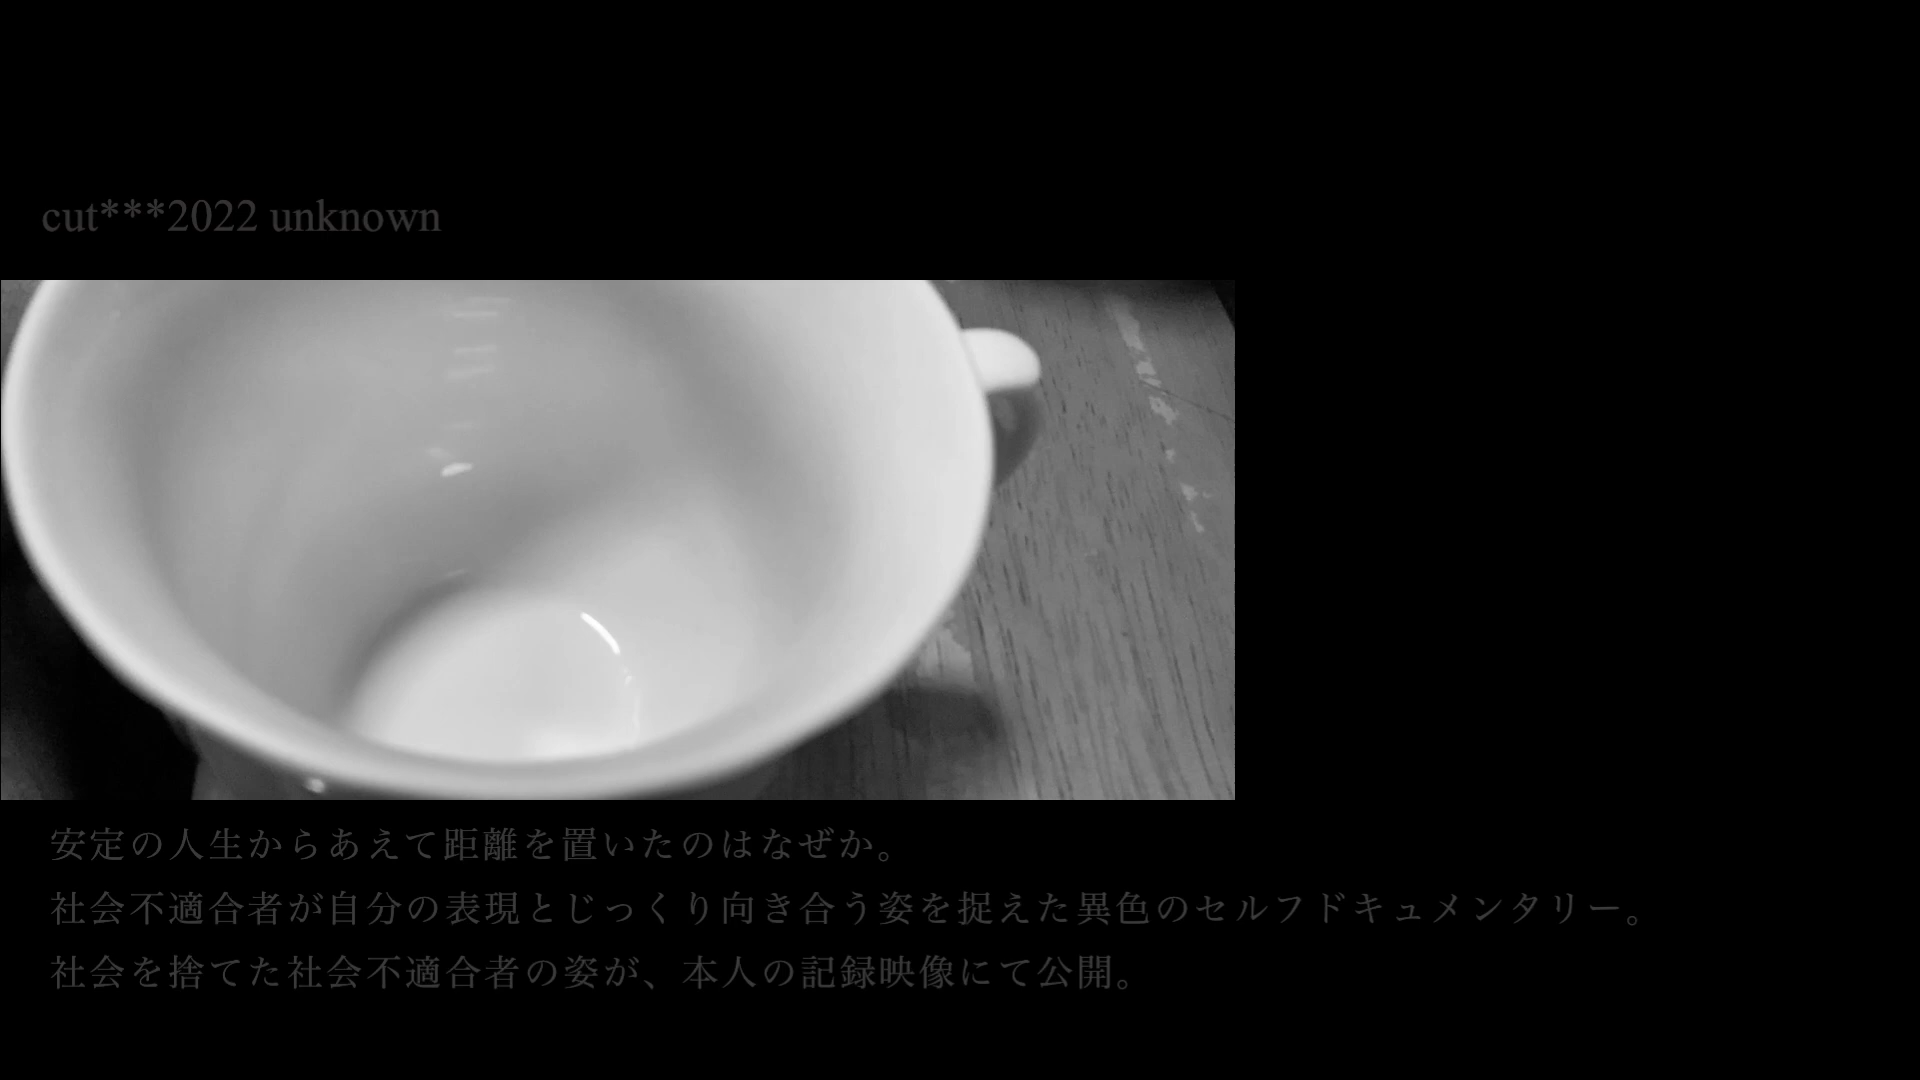 cut***2022 unknown
安定の人生からあえて距離を置いたのはなぜか。
社会不適合者が自分の表現とじっくり向き合う姿を捉えた異色のセルフドキュメンタリー。
社会を捨てた社会不適合者の姿が、本人の記録映像にて公開。